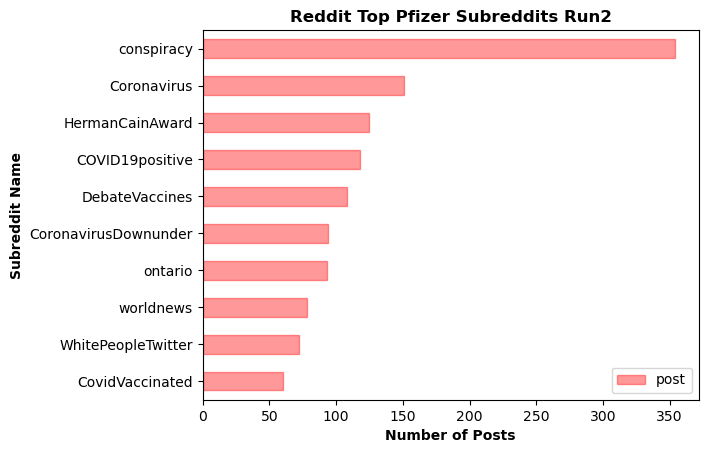 Reddit Top Pfizer Subreddits Run2
conspiracy
Coronavirus
HermanCainAward
COVID19positive
DebateVaccines
CoronavirusDownunder
ontario
worldnews
WhitePeopleTwitter
CovidVaccinated
Subreddit Name
post
0 50 100 150 200 250 300 350
Number of Posts